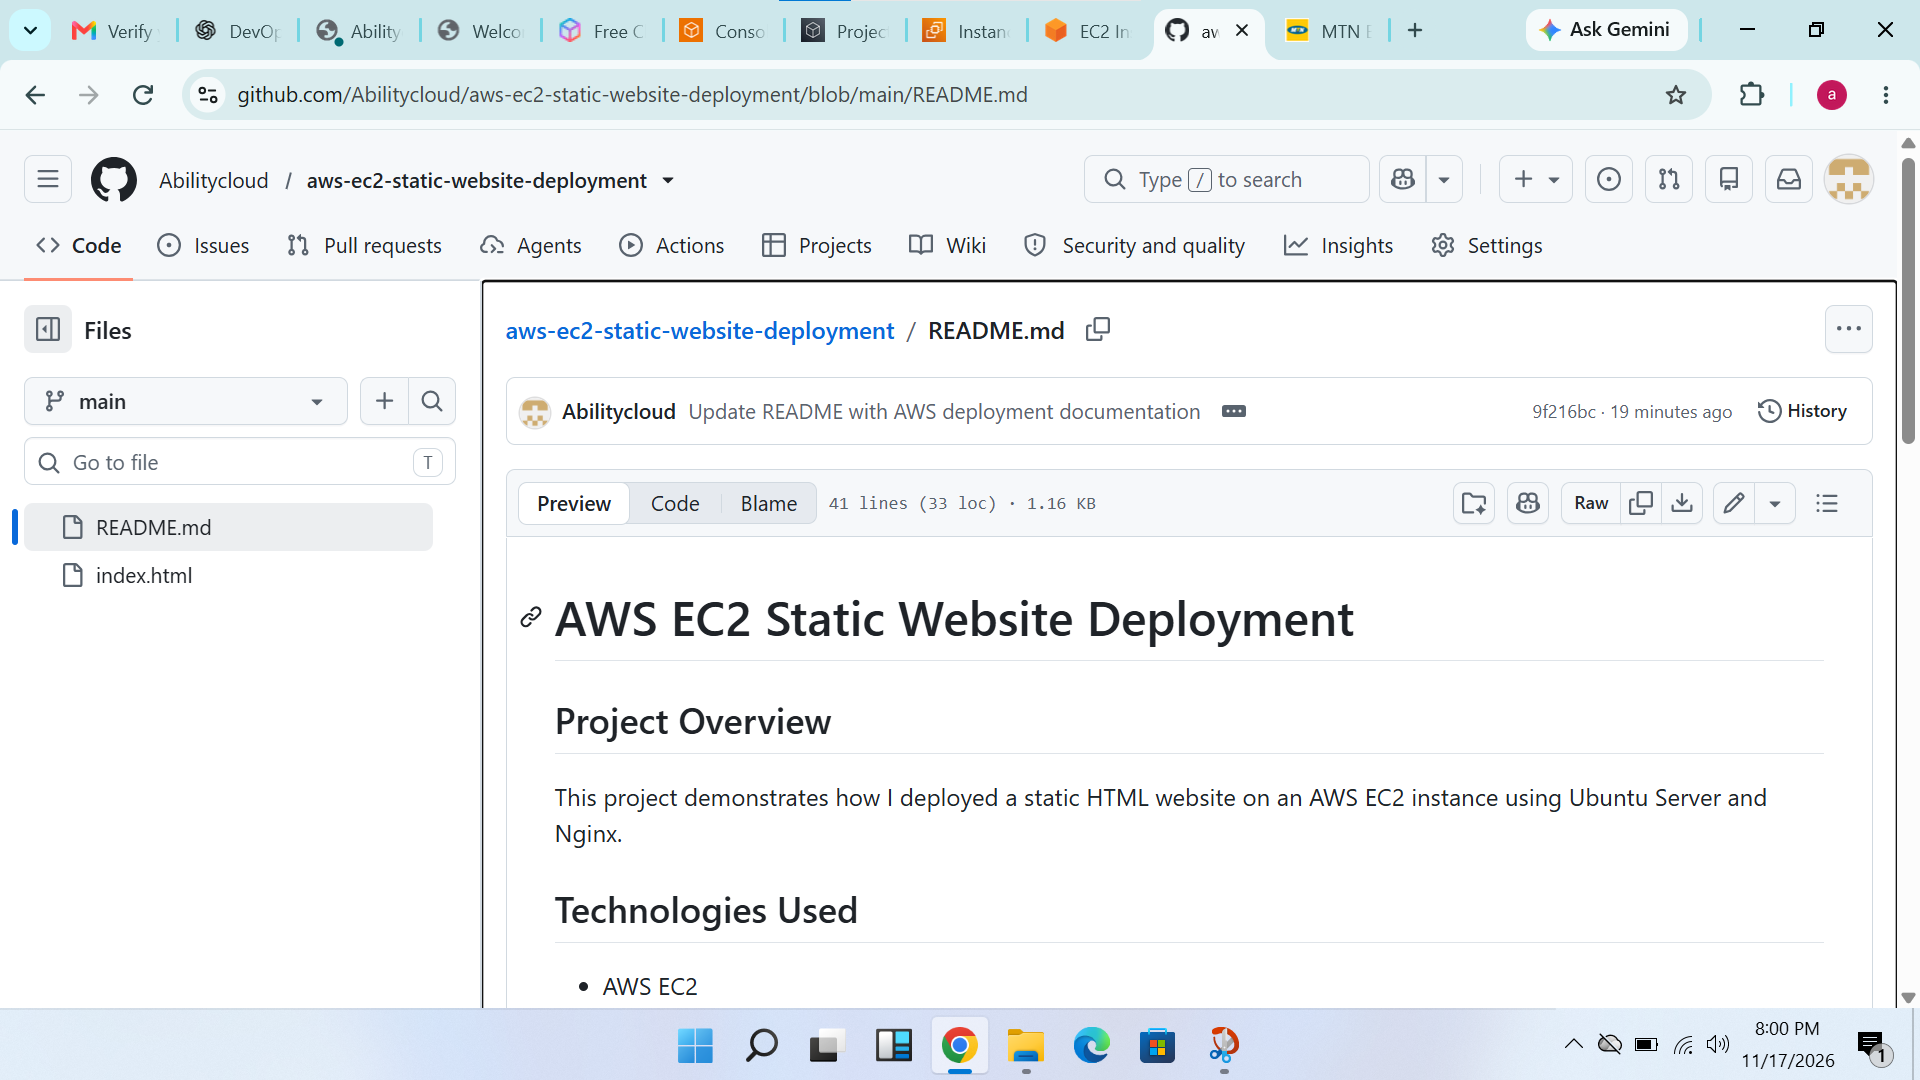 Verify
DevOp
Ability
Welco
Free C
Conso
Projec
Instan
EC2 In
aw
MTN
Ask Gemini
github.com/Abilitycloud/aws-ec2-static-website-deployment/blob/main/README.md
a
Abilitycloud / aws-ec2-static-website-deployment
Type / to search
Code
Issues
Pull requests
Agents
Actions
Projects
Wiki
Security and quality
Insights
Settings
Files
aws-ec2-static-website-deployment / README.md
main
Abilitycloud Update README with AWS deployment documentation
9f216bc · 19 minutes ago
History
Go to file
T
Preview
Code
Blame
41 lines (33 loc) · 1.16 KB
Raw
README.md
index.html
AWS EC2 Static Website Deployment
Project Overview
This project demonstrates how I deployed a static HTML website on an AWS EC2 instance using Ubuntu Server and
Nginx.
Technologies Used
• AWS EC2
8:00 PM
11/17/2026
1